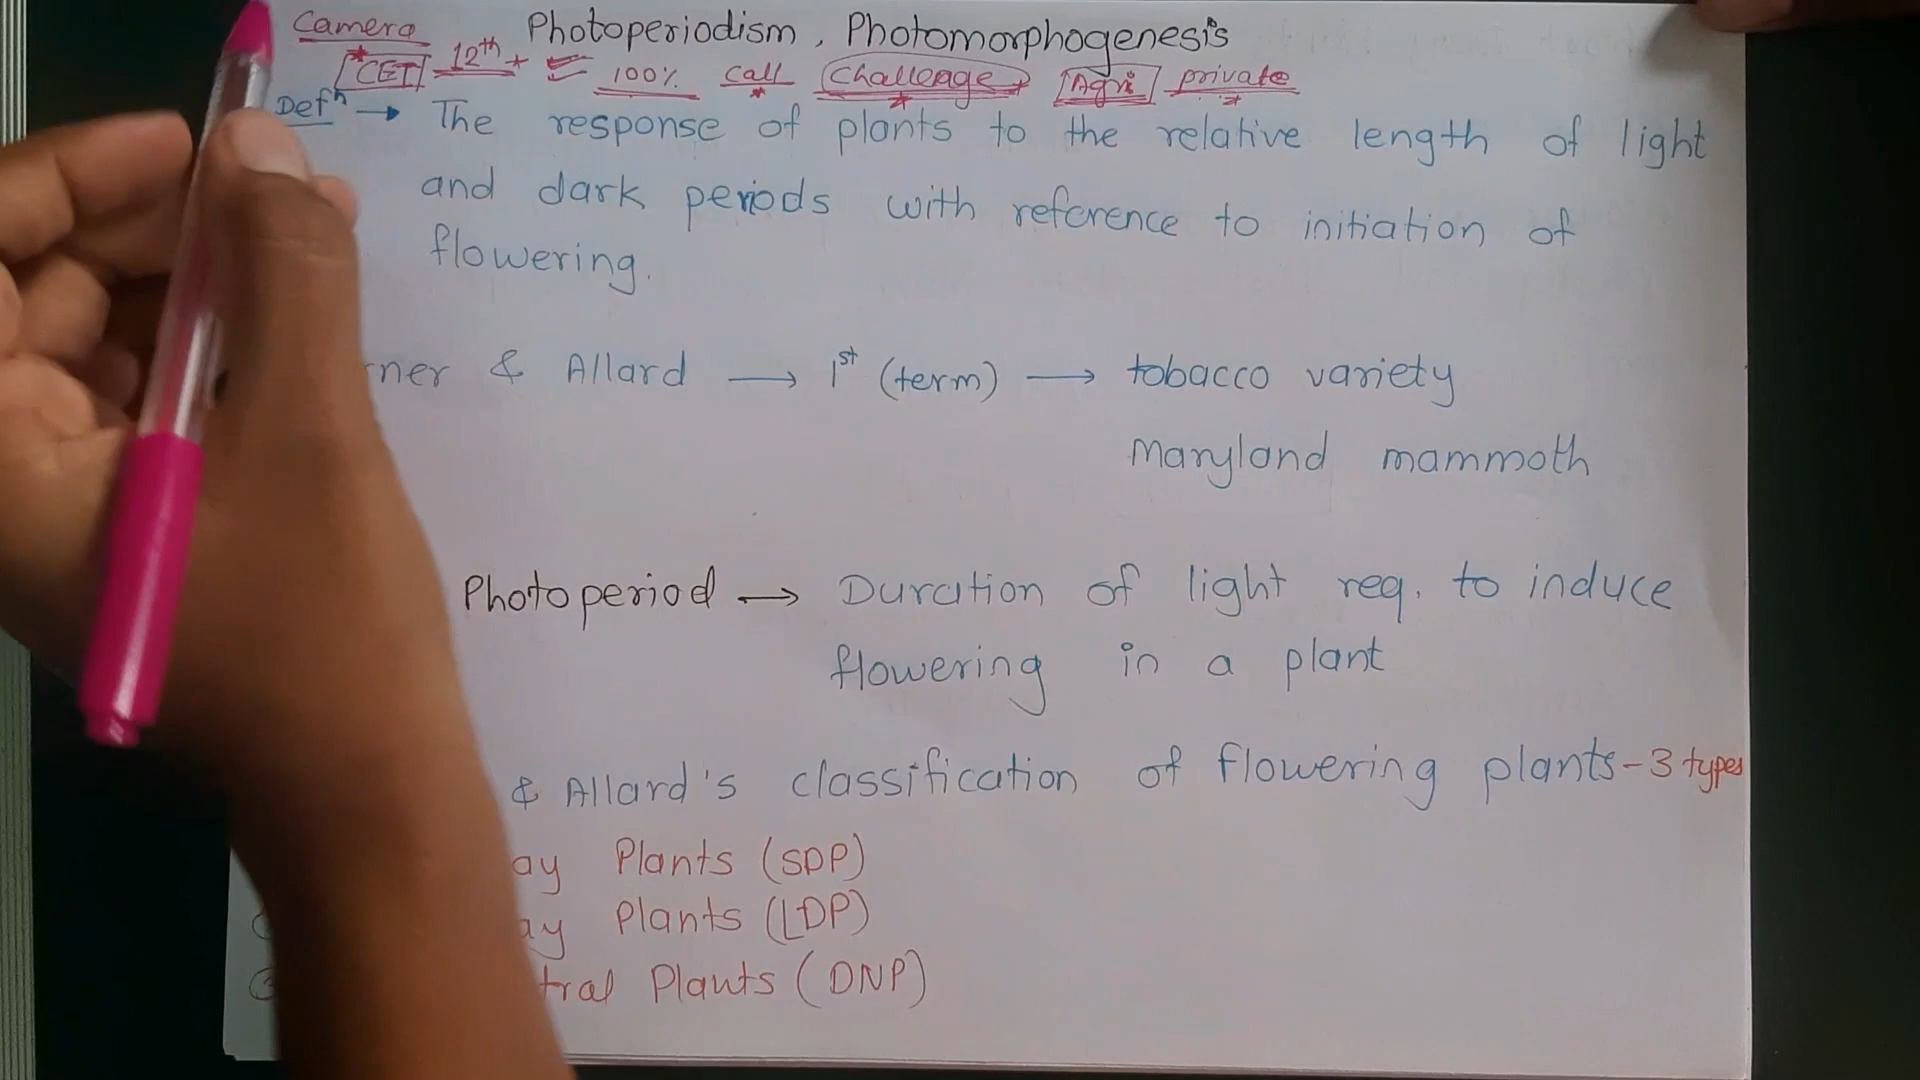 Camera Photoperiodism, Photomorphogenesis
CET 12th + 100% Call Challenge Agri private
Defn → The response of plants to the relative length of light
and dark periods with reference to initiation of
flowering.
rner & Allard → 1st (term) → tobacco variety
Maryland mammoth
Photoperiod → Duration of light req. to induce
flowering in a plant
& Allard's classification of flowering plants - 3 types
ay Plants (SDP)
ay Plants (LDP)
③ tral Plants (DNP)